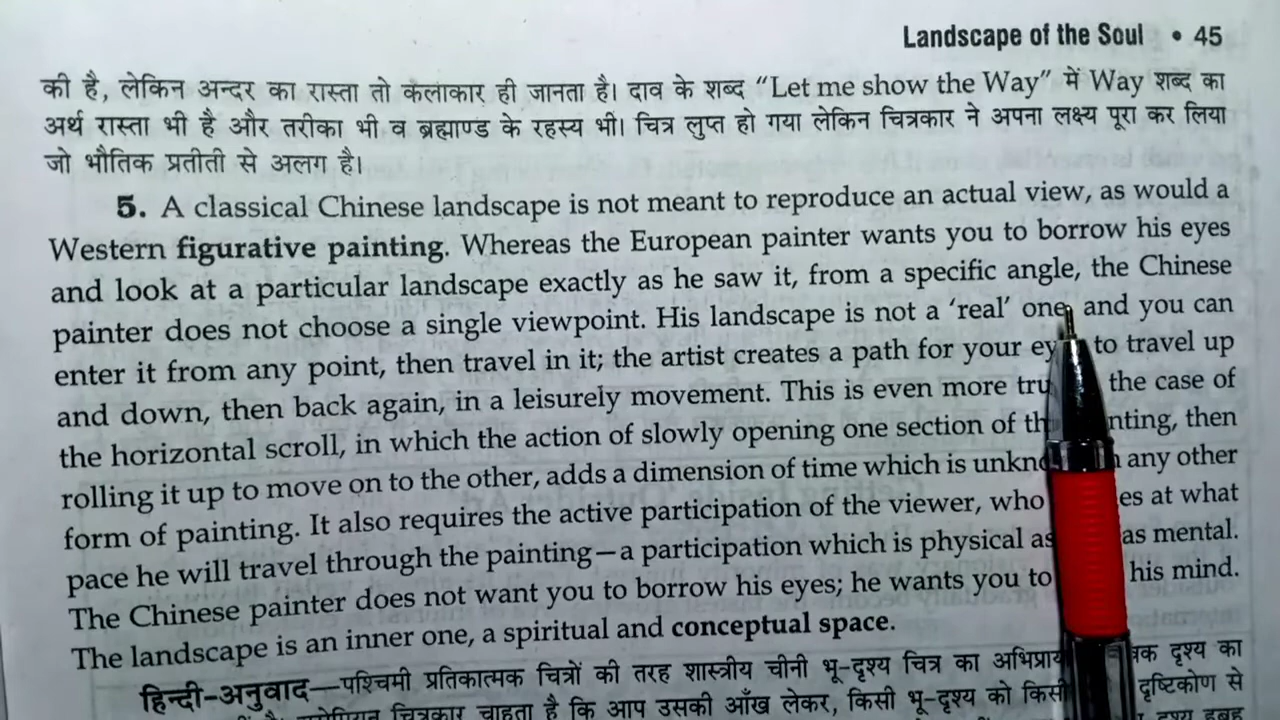 Landscape of the Soul • 45
की है, लेकिन अन्दर का रास्ता तो कलाकार ही जानता है। दाव के शब्द “Let me show the Way” में Way शब्द का
अर्थ रास्ता भी है और तरीका भी व ब्रह्माण्ड के रहस्य भी। चित्र लुप्त हो गया लेकिन चित्रकार ने अपना लक्ष्य पूरा कर लिया
जो भौतिक प्रतीती से अलग है।
5. A classical Chinese landscape is not meant to reproduce an actual view, as would a
Western figurative painting. Whereas the European painter wants you to borrow his eyes
and look at a particular landscape exactly as he saw it, from a specific angle, the Chinese
painter does not choose a single viewpoint. His landscape is not a ‘real’ one, and you can
enter it from any point, then travel in it; the artist creates a path for your to travel up
and down, then back again, in a leisurely movement. This is even more the case of
the horizontal scroll, in which the action of slowly opening one section of then
rolling it up to move on to the other, adds a dimension of time which is any other
form of painting. It also requires the active participation of the viewer, who at what
pace he will travel through the painting—a participation which is physical as mental.
The Chinese painter does not want you to borrow his eyes; he wants you to his mind.
The landscape is an inner one, a spiritual and conceptual space.
हिन्दी-अनुवाद—पश्चिमी प्रतिकात्मक चित्रों की तरह शास्त्रीय चीनी भू-दृश्य चित्र का दृश्य का
चित्रकार चाहता है कि आप उसकी आँख लेकर, किसी भू-दृश्य को किसी दृष्टिकोण से